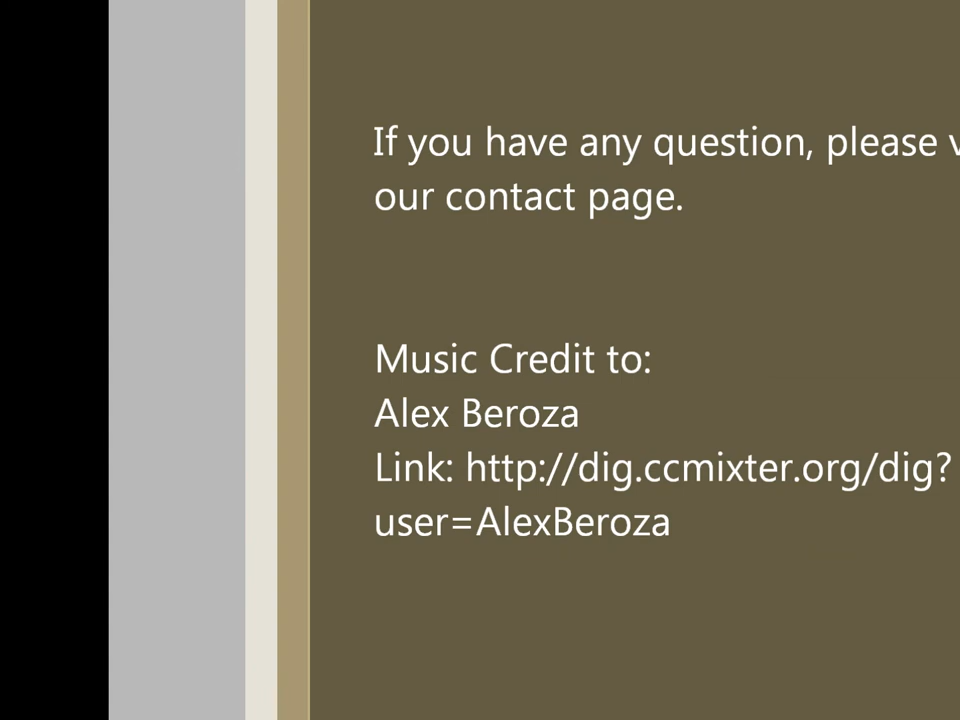 If you have any question, please
our contact page.
Music Credit to:
Alex Beroza
Link: http://dig.ccmixter.org/dig?
user=AlexBeroza